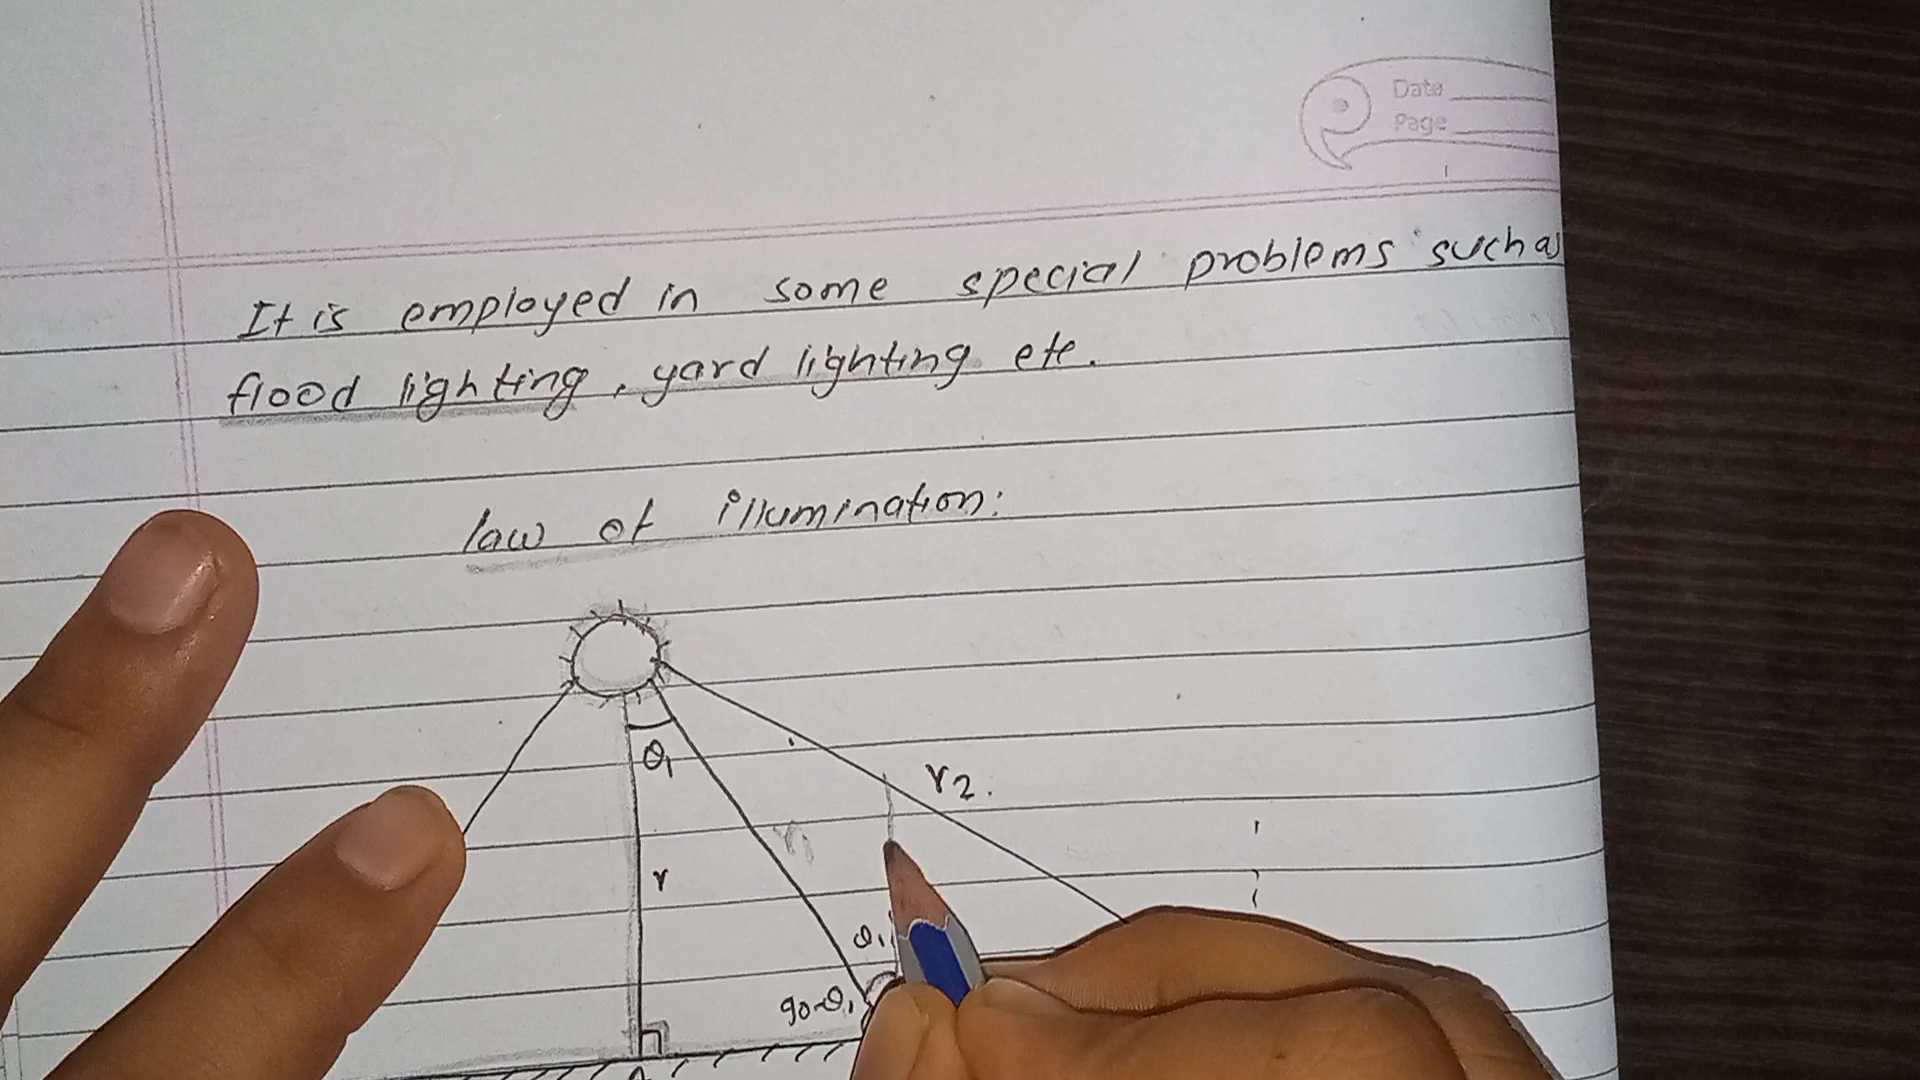 Date
Page
It is employed in some special problems such as
flood lighting, yard lighting etc.
law of illumination:
θ1
r2.
r1
r
θ1
90-θ1
A